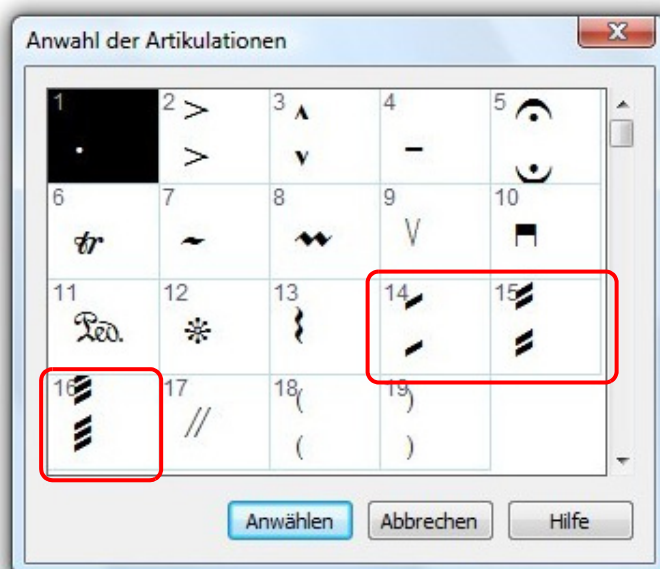 Anwahl der Artikulationen
1 2 > 3 4 5
>
6 7 8 9 10
tr
V
11 12 13 14 15
Ped.
16 17 18 19
// ( )
( )
Anwählen Abbrechen Hilfe